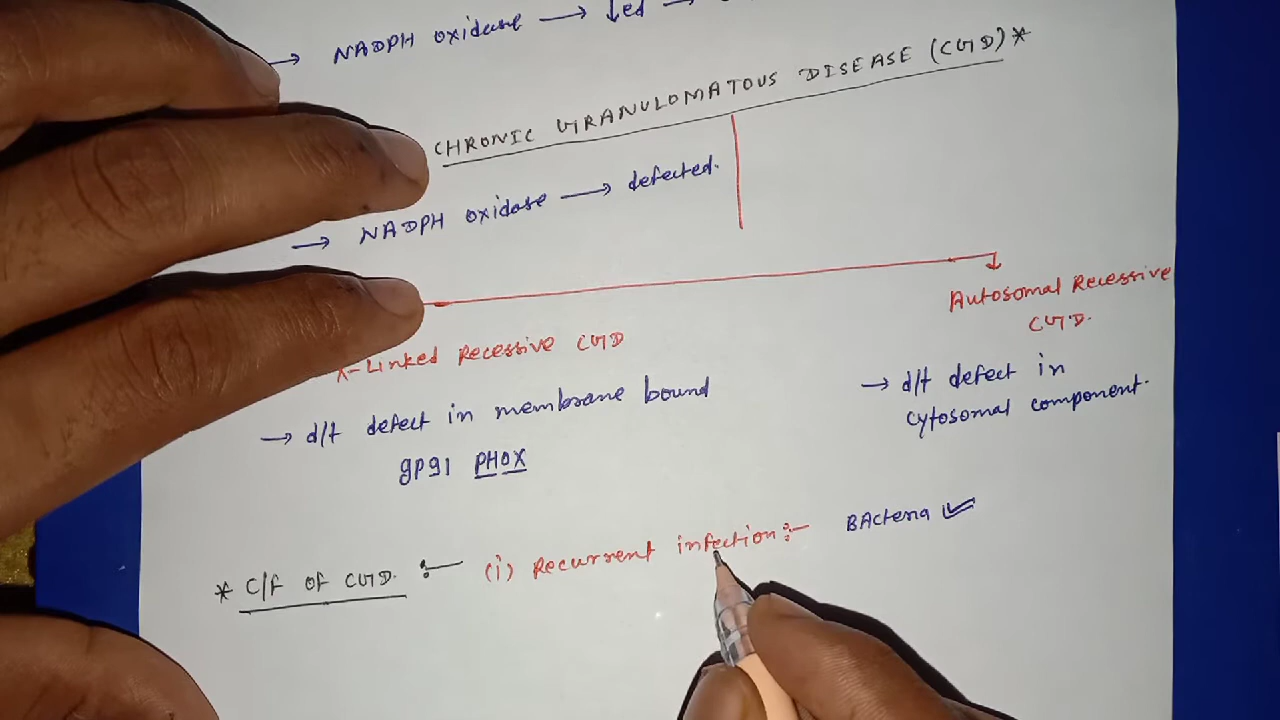 → NADPH oxidase → ↓ed →
CHRONIC GRANULOMATOUS DISEASE (CGD)*
→ NADPH oxidase → defected.
X-Linked Recessive CGD
Autosomal Recessive
CGD.
→ d/t defect in membrane bound
gp91 PHOX
→ d/t defect in
cytosomal component.
* C/f OF CGD. :— (i) Recurrent infection :— BActeria ✓